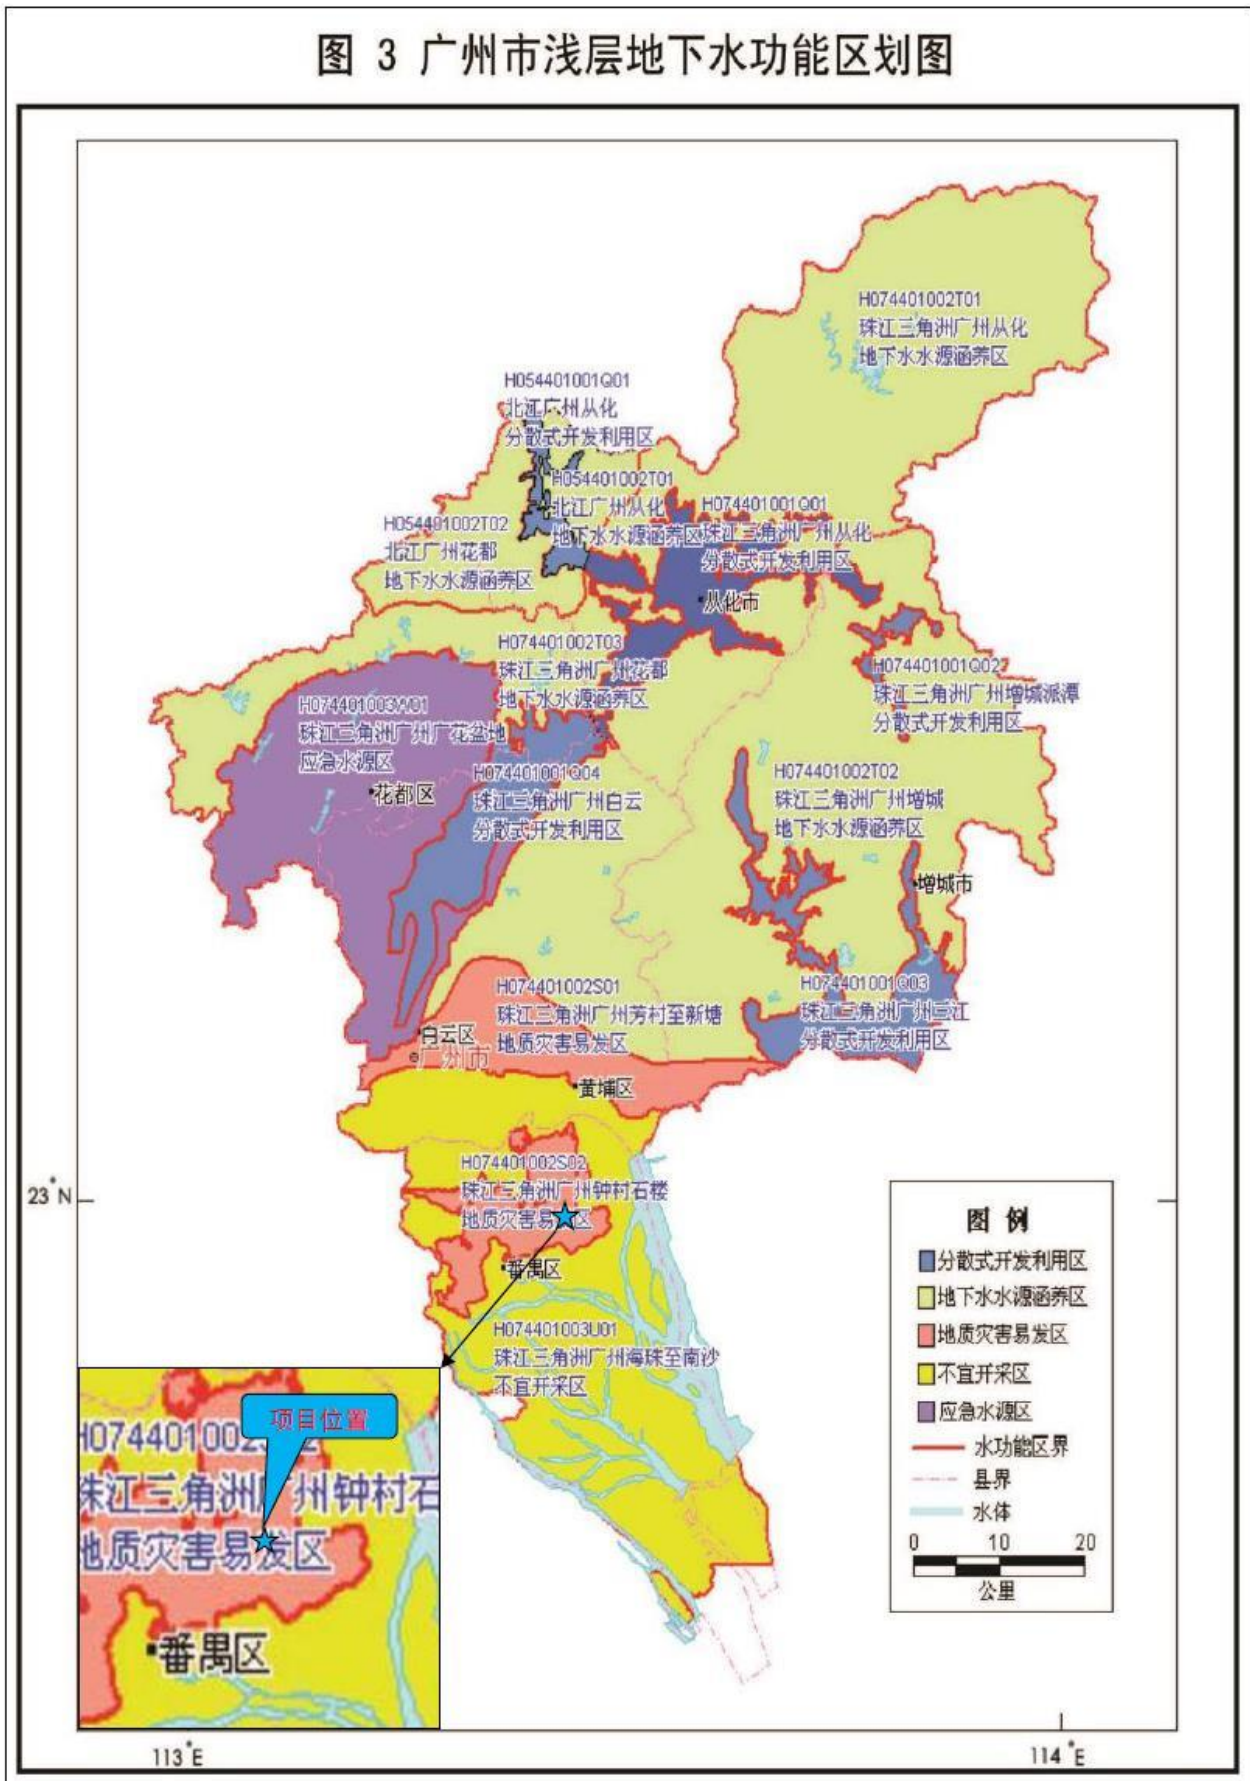 图 3 广州市浅层地下水功能区划图
H074401002T01
珠江三角洲广州从化
地下水水源涵养区
H054401001Q01
北江广州从化
分散式开发利用区
H054401002T01
北江广州从化
地下水水源涵养区
H074401001Q01
珠江三角洲广州从化
分散式开发利用区
H054401002T02
北江广州花都
地下水水源涵养区
从化市
H074401002T03
珠江三角洲广州花都
地下水水源涵养区
H074401001Q02
珠江三角洲广州增城派潭
分散式开发利用区
H074401003W01
珠江三角洲广州广花盆地
应急水源区
花都区
H074401001Q04
珠江三角洲广州白云
分散式开发利用区
H074401002T02
珠江三角洲广州增城
地下水水源涵养区
增城市
H074401002S01
珠江三角洲广州芳村至新塘
地质灾害易发区
H074401001Q03
珠江三角洲广州三江
分散式开发利用区
白云区
广州市
黄埔区
H074401002S02
珠江三角洲广州钟村石楼
地质灾害易 区
番禺区
H074401003U01
珠江三角洲广州海珠至南沙
不宜开采区
23°N
图 例
分散式开发利用区
地下水水源涵养区
地质灾害易发区
不宜开采区
应急水源区
水功能区界
县界
水体
0 10 20
公里
项目位置
H074401002 2
珠江三角洲广州钟村石
地质灾害易发区
番禺区
113°E
114°E